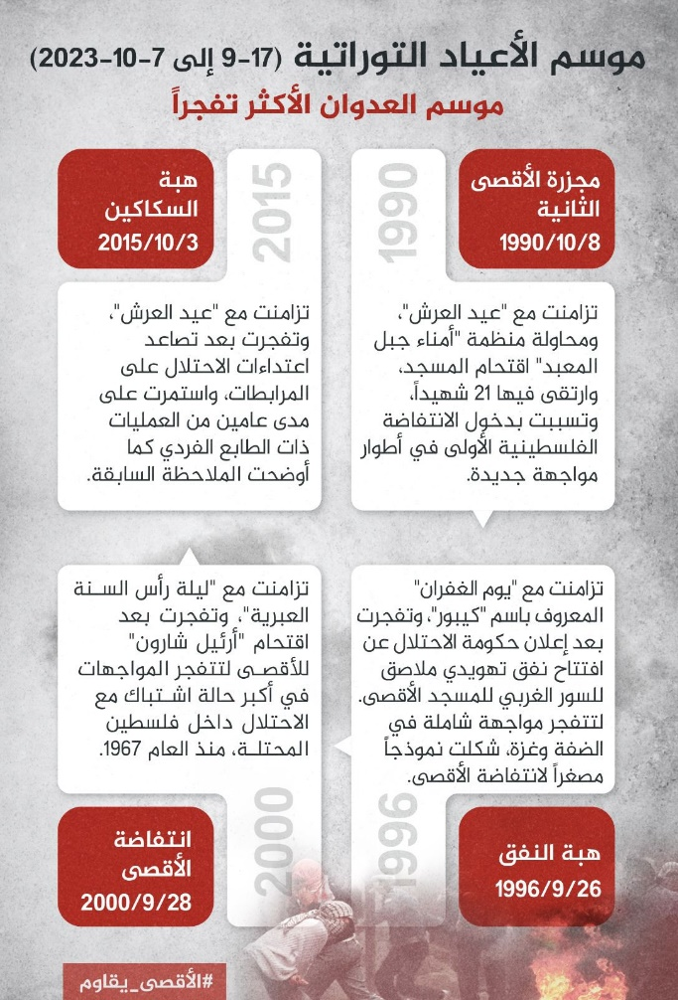 موسم الأعياد التوراتية (17-9 إلى 7-10-2023)
موسم العدوان الأكثر تفجراً
1990
مجزرة الأقصى
الثانية
1990/10/8
تزامنت مع "عيد العرش"،
ومحاولة منظمة "أمناء جبل
المعبد" اقتحام المسجد،
وارتقى فيها 21 شهيداً،
وتسببت بدخول الانتفاضة
الفلسطينية الأولى في أطوار
مواجهة جديدة.
2015
هبة
السكاكين
2015/10/3
تزامنت مع "عيد العرش"،
وتفجرت بعد تصاعد
اعتداءات الاحتلال على
المرابطات، واستمرت على
مدى عامين من العمليات
ذات الطابع الفردي كما
أوضحت الملاحظة السابقة.
تزامنت مع "يوم الغفران"
المعروف باسم "كيبور"، وتفجرت
بعد إعلان حكومة الاحتلال عن
افتتاح نفق تهويدي ملاصق
للسور الغربي للمسجد الأقصى.
لتتفجر مواجهة شاملة في
الضفة وغزة، شكلت نموذجاً
مصغراً لانتفاضة الأقصى.
1996
هبة النفق
1996/9/26
تزامنت مع "ليلة رأس السنة
العبرية"، وتفجرت بعد
اقتحام "أرئيل شارون"
للأقصى لتتفجر المواجهات
في أكبر حالة اشتباك مع
الاحتلال داخل فلسطين
المحتلة، منذ العام 1967.
2000
انتفاضة
الأقصى
2000/9/28
#الأقصى_يقاوم